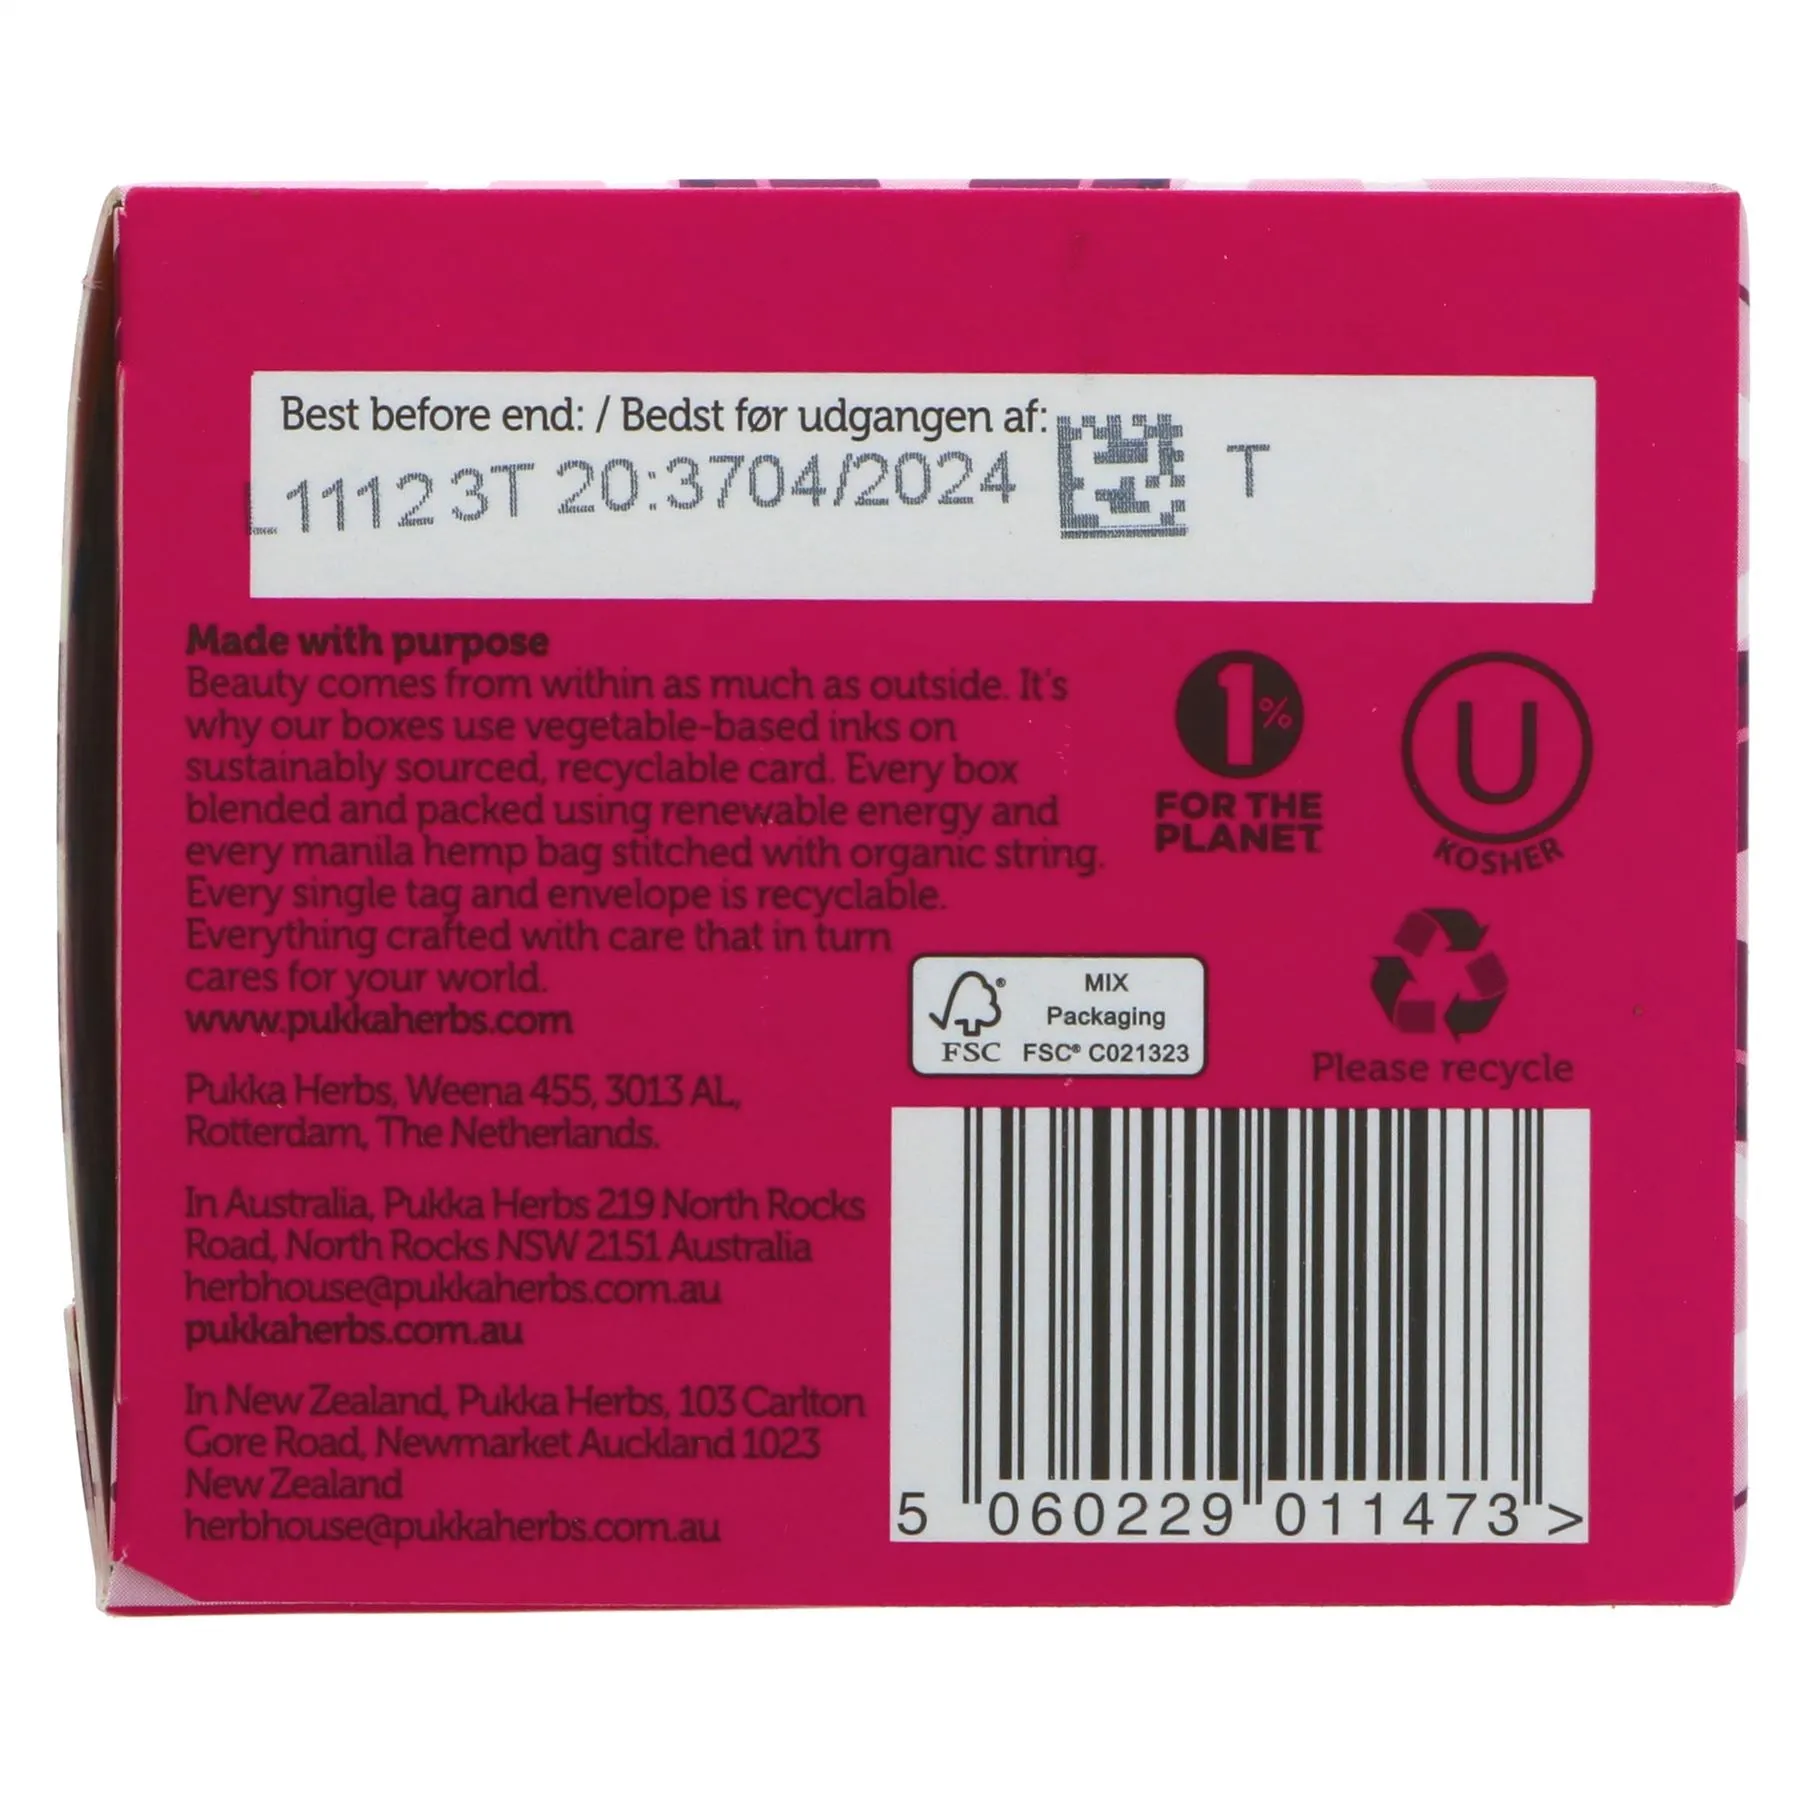 Best before end: / Bedst før udgangen af:
L1112 3T 20:3704/2024
T
Made with purpose
Beauty comes from within as much as outside. It's
why our boxes use vegetable-based inks on
sustainably sourced, recyclable card. Every box
blended and packed using renewable energy and
every manila hemp bag stitched with organic string.
Every single tag and envelope is recyclable.
Everything crafted with care that in turn
cares for your world.
www.pukkaherbs.com
1%
FOR THE
PLANET
U
KOSHER
MIX
Packaging
FSC
FSC® C021323
Please recycle
Pukka Herbs, Weena 455, 3013 AL,
Rotterdam, The Netherlands.
In Australia, Pukka Herbs 219 North Rocks
Road, North Rocks NSW 2151 Australia
herbhouse@pukkaherbs.com.au
pukkaherbs.com.au
In New Zealand, Pukka Herbs, 103 Carlton
Gore Road, Newmarket Auckland 1023
New Zealand
herbhouse@pukkaherbs.com.au
5 060229 011473 >